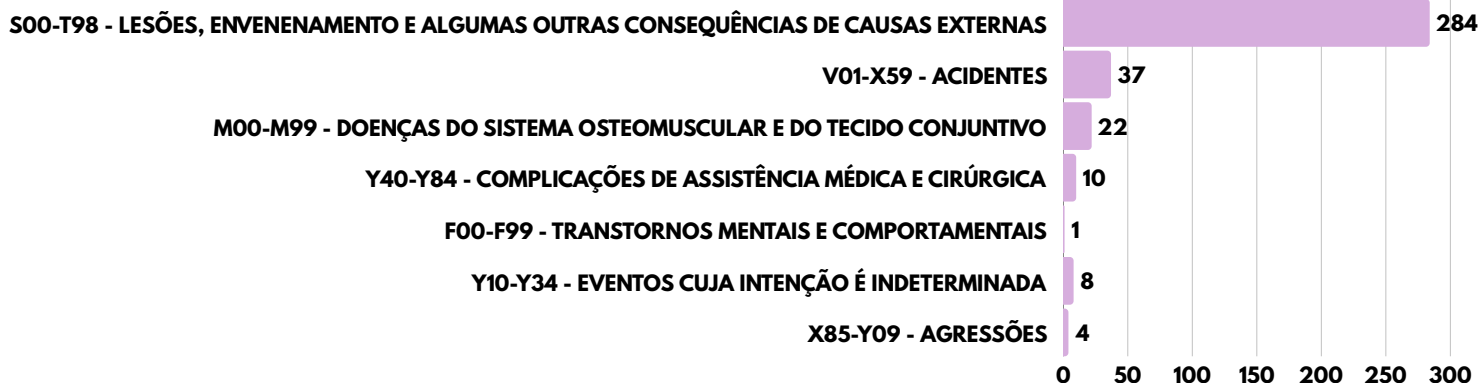 S00-T98 - LESÕES, ENVENENAMENTO E ALGUMAS OUTRAS CONSEQUÊNCIAS DE CAUSAS EXTERNAS 284
V01-X59 - ACIDENTES 37
M00-M99 - DOENÇAS DO SISTEMA OSTEOMUSCULAR E DO TECIDO CONJUNTIVO 22
Y40-Y84 - COMPLICAÇÕES DE ASSISTÊNCIA MÉDICA E CIRÚRGICA 10
F00-F99 - TRANSTORNOS MENTAIS E COMPORTAMENTAIS 1
Y10-Y34 - EVENTOS CUJA INTENÇÃO É INDETERMINADA 8
X85-Y09 - AGRESSÕES 4
0 50 100 150 200 250 300